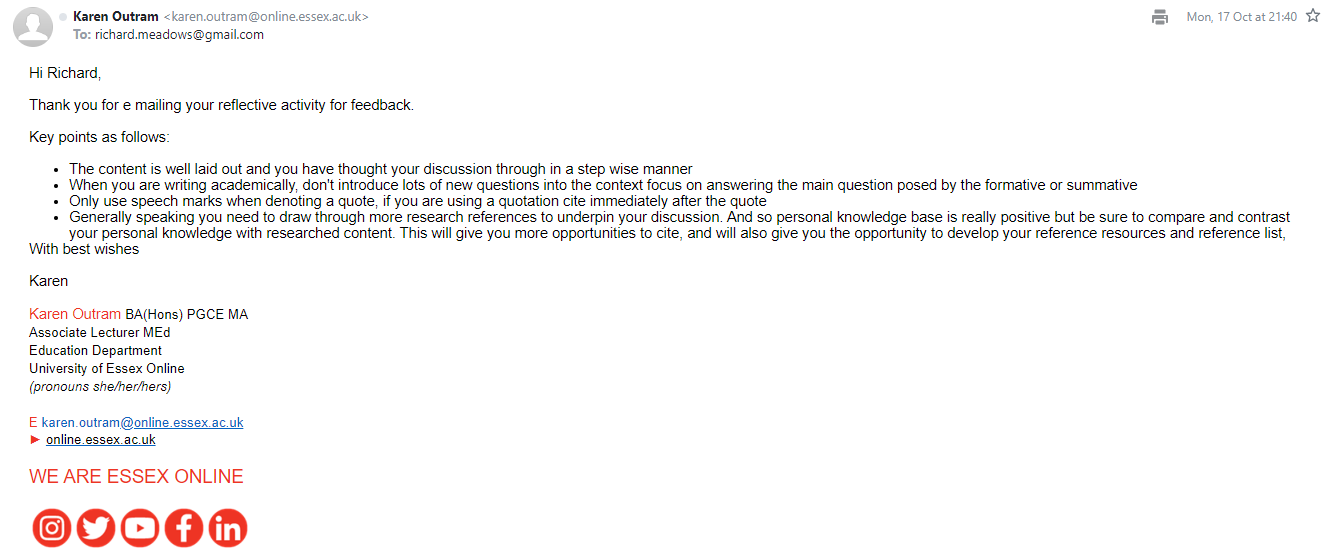 Karen Outram <karen.outram@online.essex.ac.uk>
Mon, 17 Oct at 21:40
To: richard.meadows@gmail.com
Hi Richard,
Thank you for e mailing your reflective activity for feedback.
Key points as follows:
• The content is well laid out and you have thought your discussion through in a step wise manner
• When you are writing academically, don't introduce lots of new questions into the context focus on answering the main question posed by the formative or summative
• Only use speech marks when denoting a quote, if you are using a quotation cite immediately after the quote
• Generally speaking you need to draw through more research references to underpin your discussion. And so personal knowledge base is really positive but be sure to compare and contrast
your personal knowledge with researched content. This will give you more opportunities to cite, and will also give you the opportunity to develop your reference resources and reference list,
With best wishes
Karen
Karen Outram BA(Hons) PGCE MA
Associate Lecturer MEd
Education Department
University of Essex Online
(pronouns she/her/hers)
E karen.outram@online.essex.ac.uk
► online.essex.ac.uk
WE ARE ESSEX ONLINE
in